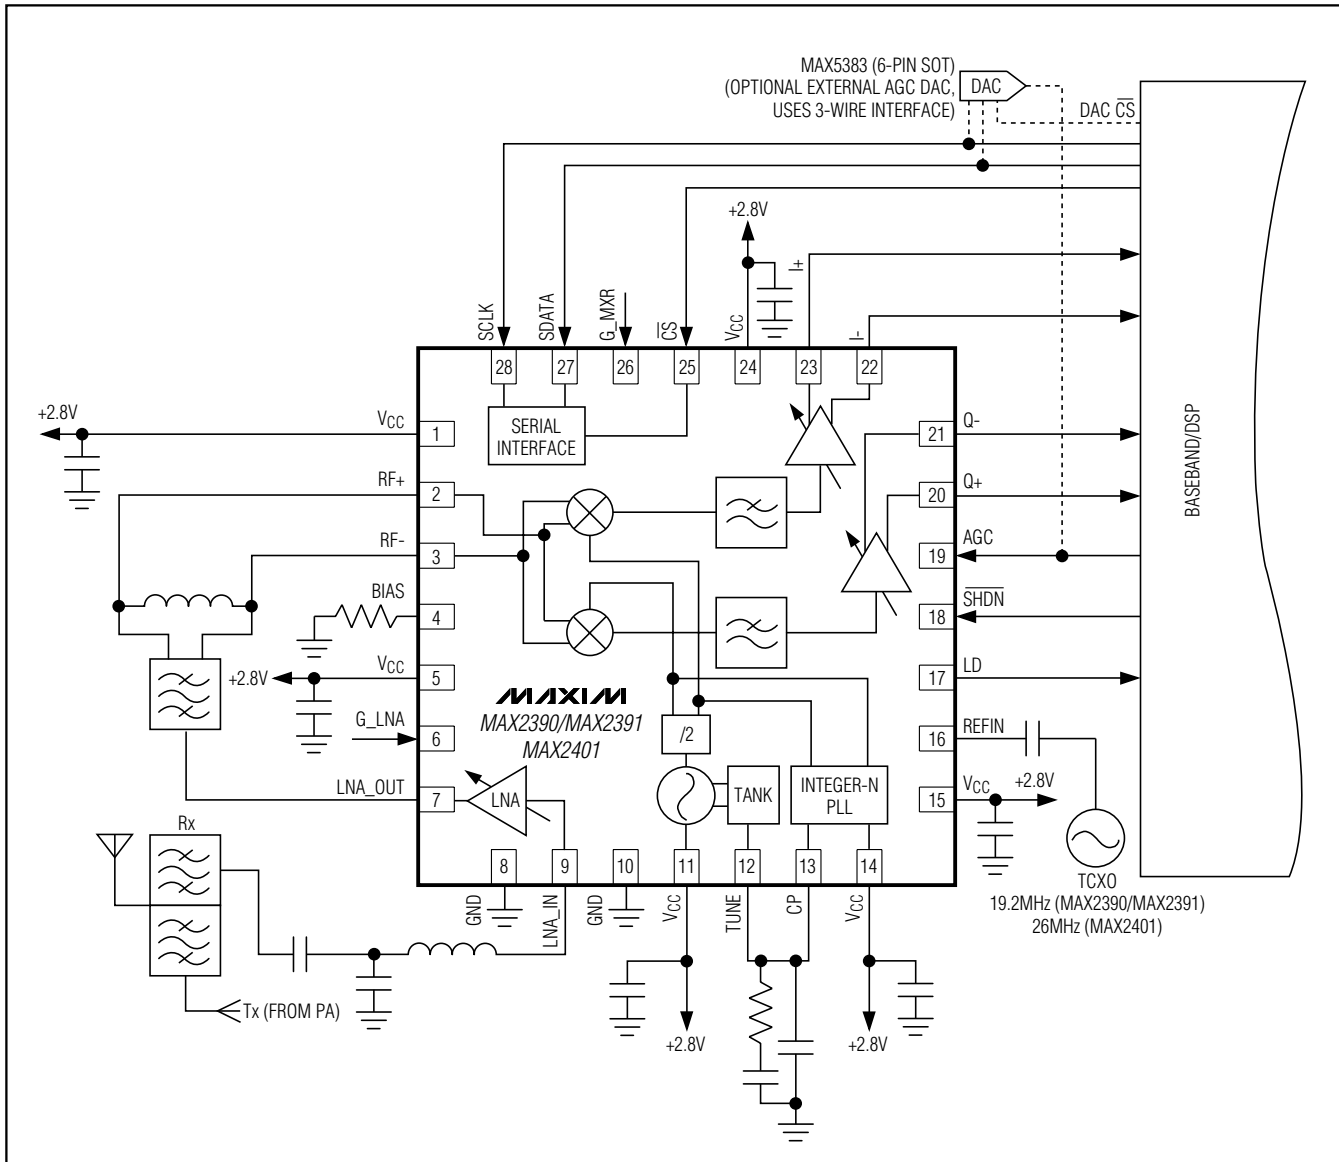 MAX5383 (6-PIN SOT)
(OPTIONAL EXTERNAL AGC DAC,
USES 3-WIRE INTERFACE)
DAC
DAC C̅S̅
+2.8V
I+
SCLK
SDATA
G_MXR
C̅S̅
VCC
I-
28
27
26
25
24
23
22
+2.8V
VCC
1
SERIAL
INTERFACE
21
Q-
BASEBAND/DSP
RF+
2
20
Q+
RF-
3
19
AGC
BIAS
4
18
S̅H̅D̅N̅
+2.8V
VCC
5
17
LD
MAXIM
MAX2390/MAX2391
MAX2401
G_LNA
6
/2
16
REFIN
LNA_OUT
7
LNA
TANK
INTEGER-N
PLL
15
VCC
+2.8V
Rx
8
9
10
11
12
13
14
GND
LNA_IN
GND
VCC
TUNE
CP
VCC
TCXO
19.2MHz (MAX2390/MAX2391)
26MHz (MAX2401)
Tx (FROM PA)
+2.8V
+2.8V